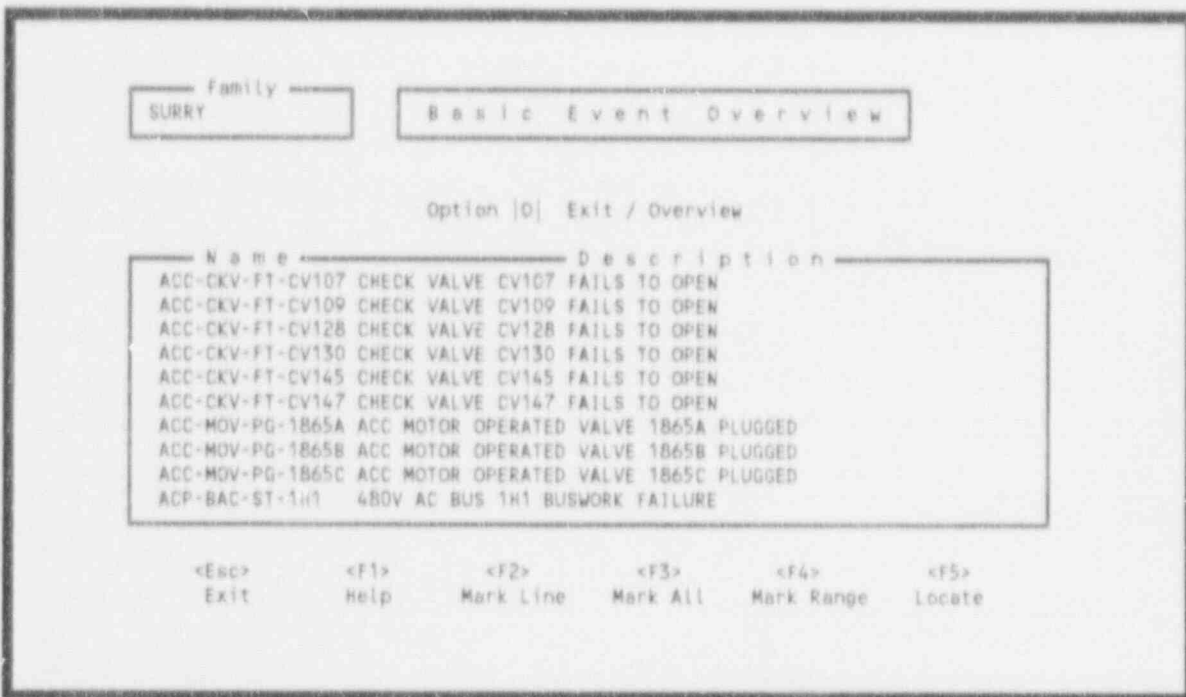 Family
SURRY
Basic Event Overview
Option |O| Exit / Overview
Name Description
ACC-CKV-FT-CV107 CHECK VALVE CV107 FAILS TO OPEN
ACC-CKV-FT-CV109 CHECK VALVE CV109 FAILS TO OPEN
ACC-CKV-FT-CV128 CHECK VALVE CV128 FAILS TO OPEN
ACC-CKV-FT-CV130 CHECK VALVE CV130 FAILS TO OPEN
ACC-CKV-FT-CV145 CHECK VALVE CV145 FAILS TO OPEN
ACC-CKV-FT-CV147 CHECK VALVE CV147 FAILS TO OPEN
ACC-MOV-PG-1865A ACC MOTOR OPERATED VALVE 1865A PLUGGED
ACC-MOV-PG-1865B ACC MOTOR OPERATED VALVE 1865B PLUGGED
ACC-MOV-PG-1865C ACC MOTOR OPERATED VALVE 1865C PLUGGED
ACP-BAC-ST-1H1 480V AC BUS 1H1 BUSWORK FAILURE
<Esc> <F1> <F2> <F3> <F4> <F5>
Exit Help Mark Line Mark All Mark Range Locate